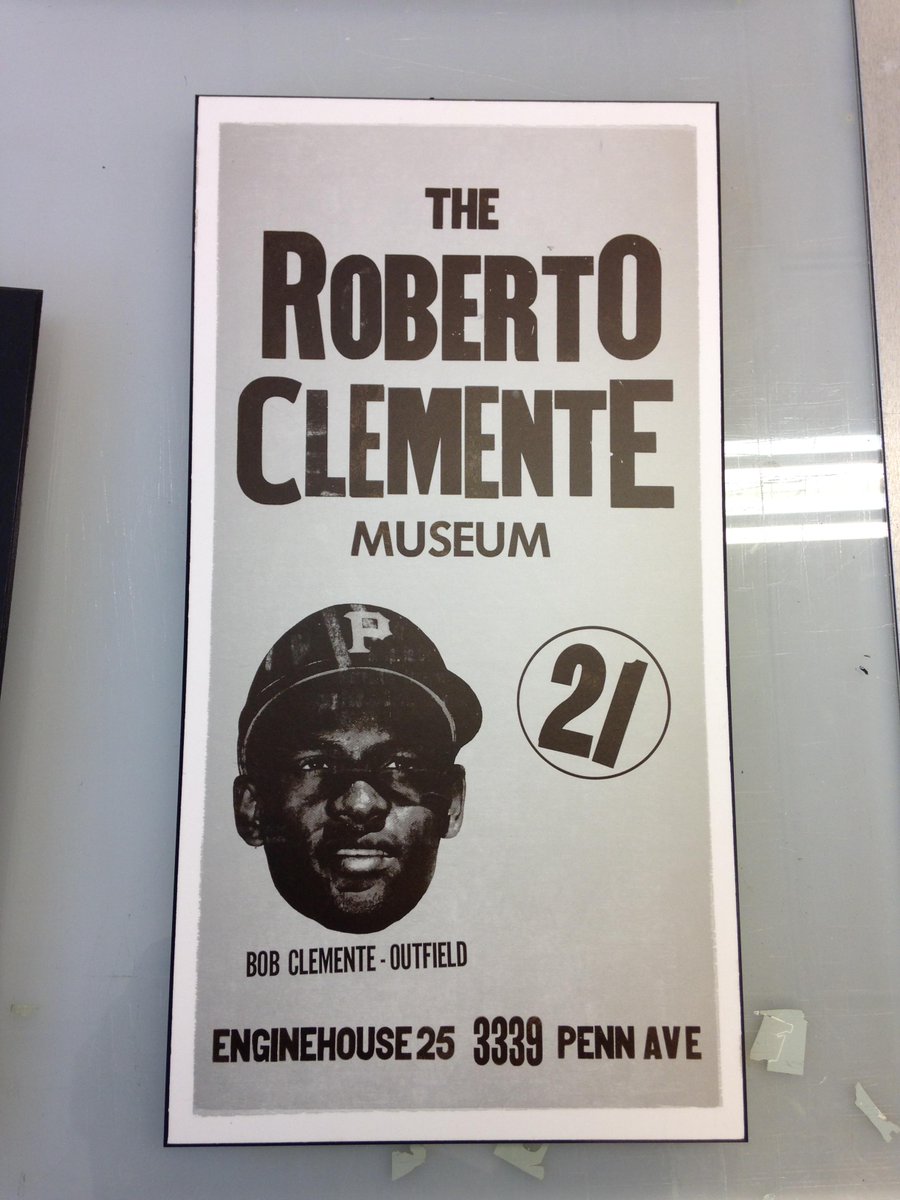 THE
ROBERTO
CLEMENTE
MUSEUM
P
21
BOB CLEMENTE - OUTFIELD
ENGINEHOUSE 25 3339 PENN AVE